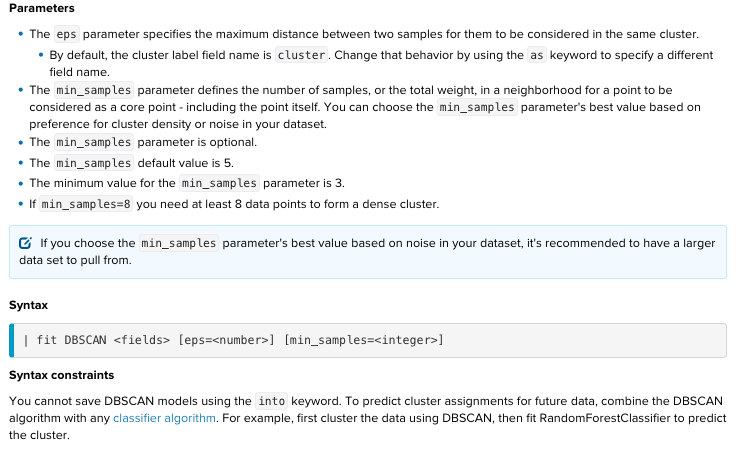 Parameters
The eps parameter specifies the maximum distance between two samples for them to be considered in the same cluster.
By default, the cluster label field name is cluster. Change that behavior by using the as keyword to specify a different
field name.
The min_samples parameter defines the number of samples, or the total weight, in a neighborhood for a point to be
considered as a core point - including the point itself. You can choose the min_samples parameter's best value based on
preference for cluster density or noise in your dataset.
The min_samples parameter is optional.
The min_samples default value is 5.
The minimum value for the min_samples parameter is 3.
If min_samples=8 you need at least 8 data points to form a dense cluster.
If you choose the min_samples parameter's best value based on noise in your dataset, it's recommended to have a larger
data set to pull from.
Syntax
| fit DBSCAN <fields> [eps=<number>] [min_samples=<integer>]
Syntax constraints
You cannot save DBSCAN models using the into keyword. To predict cluster assignments for future data, combine the DBSCAN
algorithm with any classifier algorithm. For example, first cluster the data using DBSCAN, then fit RandomForestClassifier to predict
the cluster.